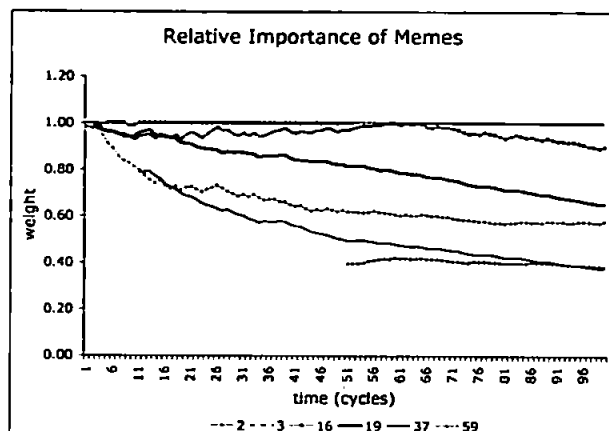 Relative Importance of Memes
1.20
1.00
0.80
0.60
0.40
0.20
0.00
weight
1 6 11 16 21 26 31 36 41 46 51 56 61 66 71 76 81 86 91 96
time (cycles)
2 3 16 19 37 59